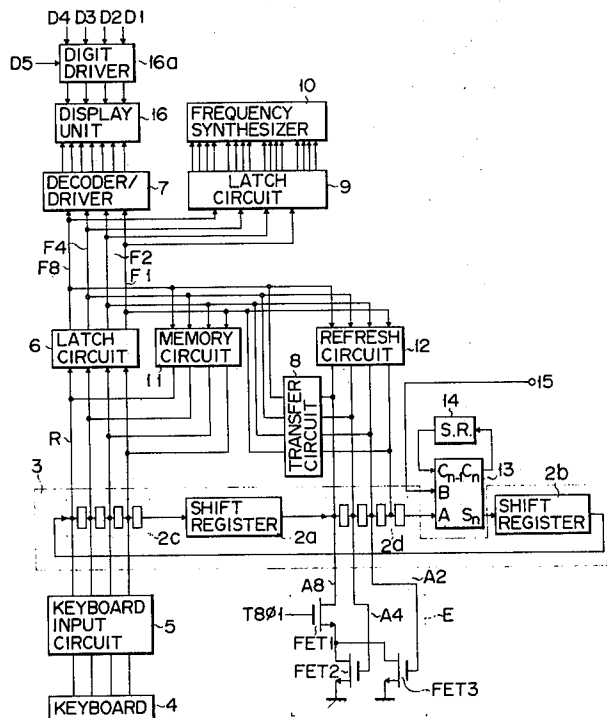 D4 D3 D2 D1
D5
DIGIT
DRIVER
16a
DISPLAY
UNIT
16
10
FREQUENCY
SYNTHESIZER
DECODER/
DRIVER
7
LATCH
CIRCUIT
9
F4
F8
F2
F1
6
LATCH
CIRCUIT
MEMORY
CIRCUIT
11
8
TRANSFER
CIRCUIT
REFRESH
CIRCUIT
12
15
14
S.R.
R
3
Cn-1 Cn
B
A Sn
13
2b
SHIFT
REGISTER
2c
SHIFT
REGISTER
2a
2d
A8
A2
A4
E
T8Ø1
FET1
FET2
FET3
KEYBOARD
INPUT
CIRCUIT
5
KEYBOARD
4